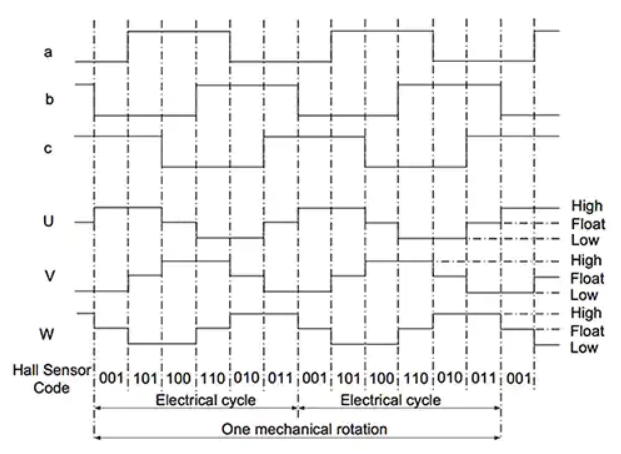 a
b
c
U
High
Float
Low
V
High
Float
Low
W
High
Float
Low
Hall Sensor
Code
001 101 100 110 010 011 001 101 100 110 010 011 001
Electrical cycle Electrical cycle
One mechanical rotation